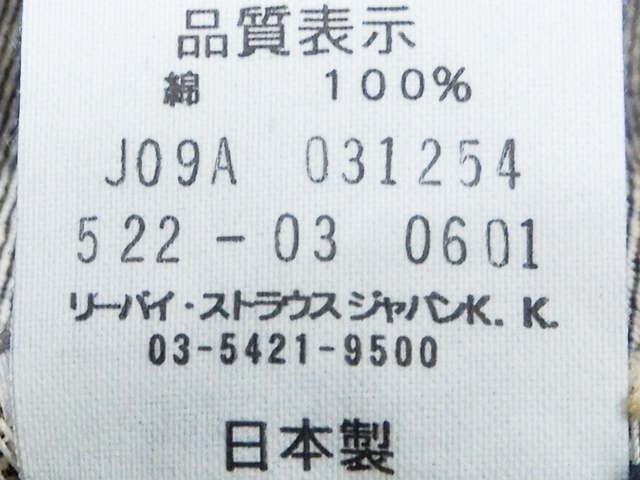 品質表示
綿 100%
J09A 031254
522-03 0601
リーバイ・ストラウス ジャパンK.K.
03-5421-9500
日本製